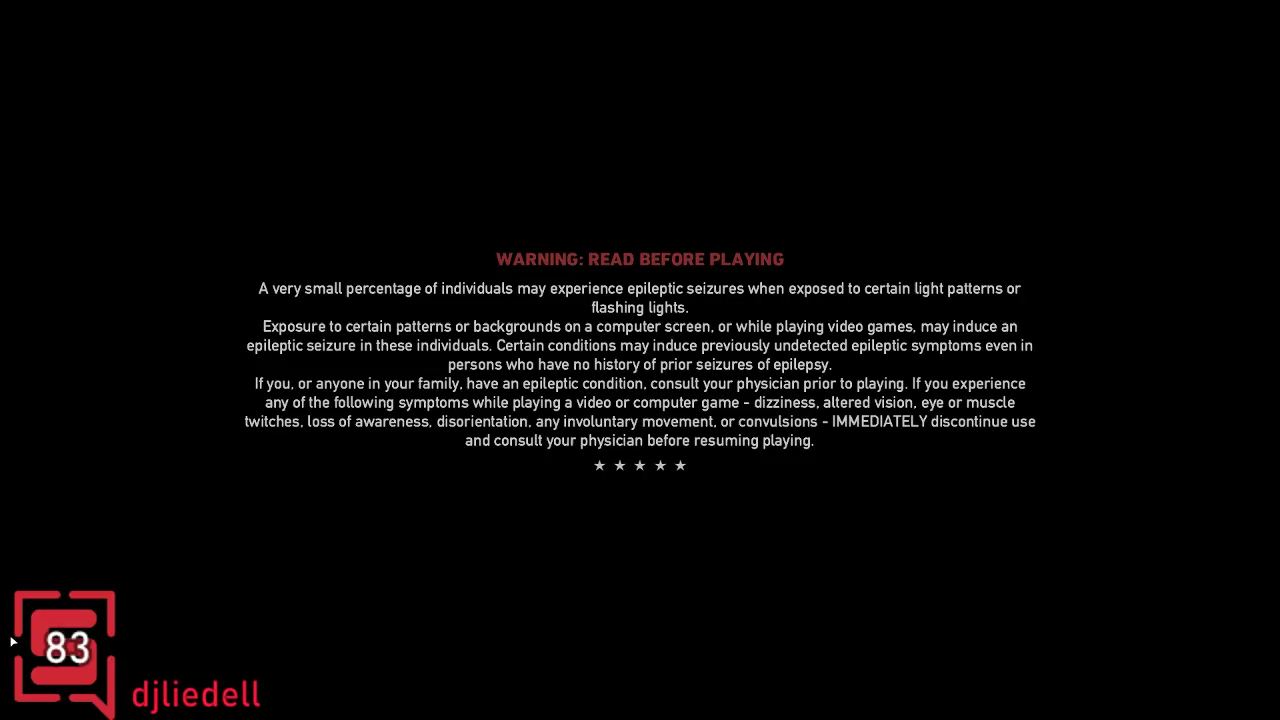 WARNING: READ BEFORE PLAYING
A very small percentage of individuals may experience epileptic seizures when exposed to certain light patterns or
flashing lights.
Exposure to certain patterns or backgrounds on a computer screen, or while playing video games, may induce an
epileptic seizure in these individuals. Certain conditions may induce previously undetected epileptic symptoms even in
persons who have no history of prior seizures of epilepsy.
If you, or anyone in your family, have an epileptic condition, consult your physician prior to playing. If you experience
any of the following symptoms while playing a video or computer game - dizziness, altered vision, eye or muscle
twitches, loss of awareness, disorientation, any involuntary movement, or convulsions - IMMEDIATELY discontinue use
and consult your physician before resuming playing.
★ ★ ★ ★ ★
83
djliedell